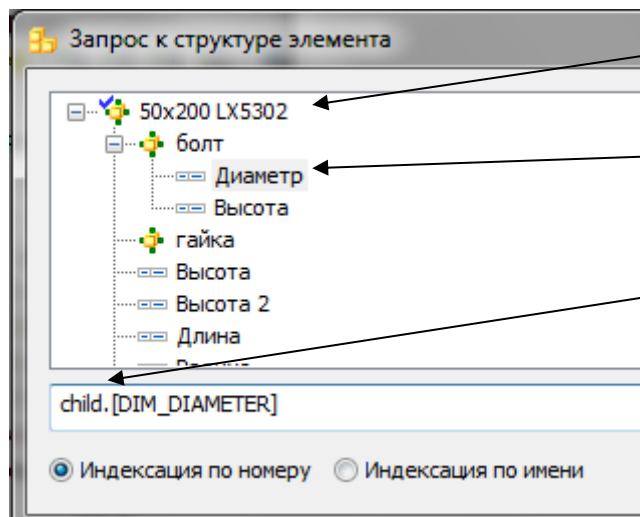 Запрос к структуре элемента
50x200 LX5302
болт
Диаметр
Высота
гайка
Высота
Высота 2
Длина
child.[DIM_DIAMETER]
Индексация по номеру Индексация по имени